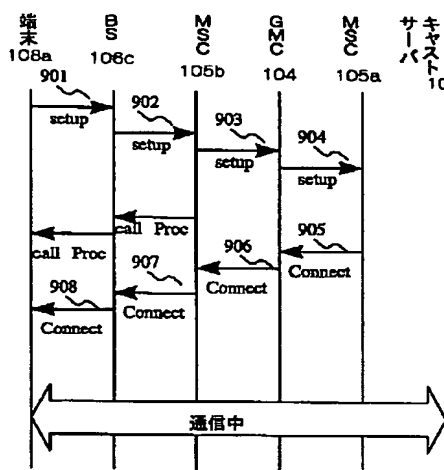 端末
108a
BS
106c
MSC
105b
GMC
104
MSC
105a
キャスト
サーバ
10
901
setup
902
setup
903
setup
904
setup
call Proc
call Proc
905
Connect
906
Connect
907
Connect
908
Connect
通信中